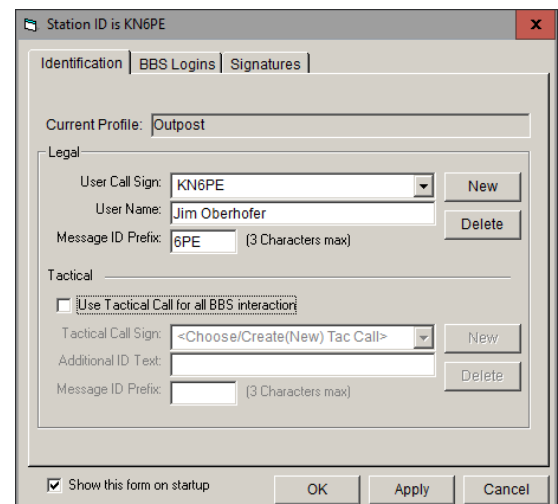 Station ID is KN6PE
x
Identification BBS Logins Signatures
Current Profile: Outpost
Legal
User Call Sign: KN6PE New
User Name: Jim Oberhofer
Delete
Message ID Prefix: 6PE (3 Characters max)
Tactical
Use Tactical Call for all BBS interaction
Tactical Call Sign: <Choose/Create(New) Tac Call> New
Additional ID Text:
Delete
Message ID Prefix: (3 Characters max)
Show this form on startup OK Apply Cancel